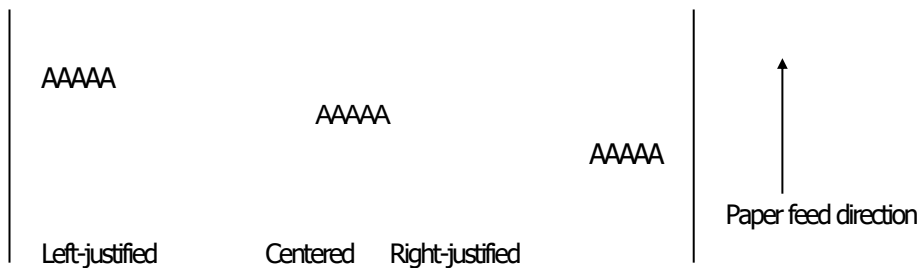 AAAAA
AAAAA
AAAAA
Paper feed direction
Left-justified Centered Right-justified